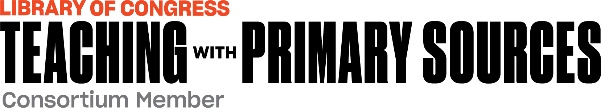 LIBRARY OF CONGRESS
TEACHING WITH PRIMARY SOURCES
Consortium Member